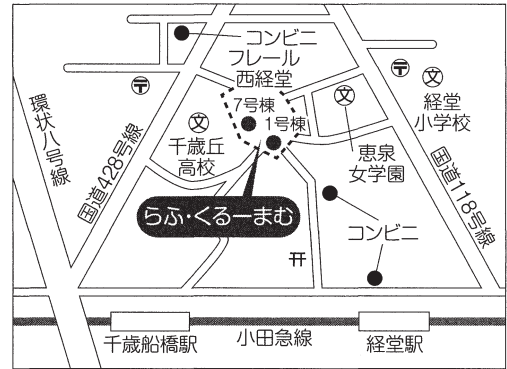 コンビニ
フレール
西経堂
7号棟
1号棟
〒
〒
文
経堂
小学校
文
恵泉
女学園
文
千歳丘
高校
環状八号線
国道428号線
国道118号線
らふ・くるーまむ
コンビニ
千歳船橋駅
小田急線
経堂駅